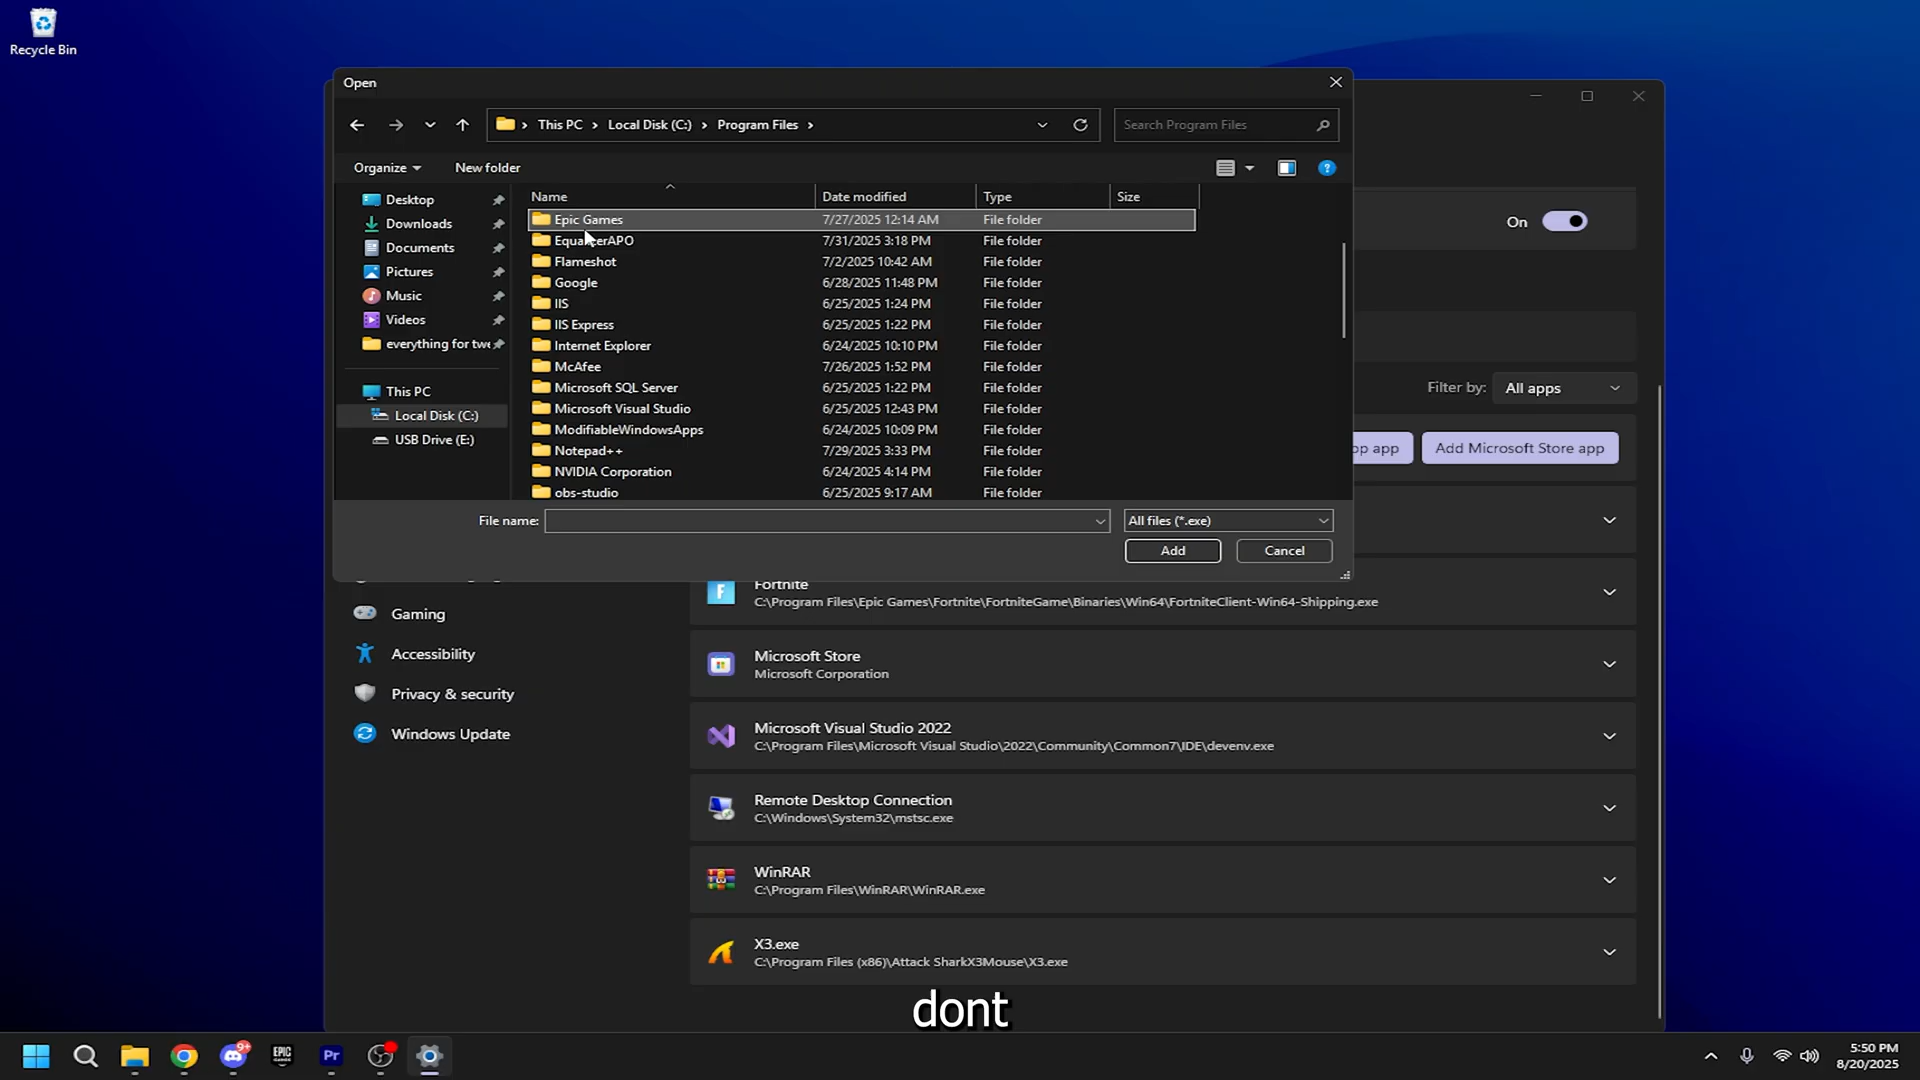 Recycle Bin
Open
This PC > Local Disk (C:) > Program Files >
Search Program Files
Organize
New folder
Desktop
Downloads
Documents
Pictures
Music
Videos
everything for twe
This PC
Local Disk (C:)
USB Drive (E:)
Name Date modified Type Size
Epic Games 7/27/2025 12:14 AM File folder
7/31/2025 3:18 PM File folder
Flameshot 7/2/2025 10:42 AM File folder
Google 6/28/2025 11:48 PM File folder
IIS 6/25/2025 1:24 PM File folder
IIS Express 6/25/2025 1:22 PM File folder
Internet Explorer 6/24/2025 10:10 PM File folder
McAfee 7/26/2025 1:52 PM File folder
Microsoft SQL Server 6/25/2025 1:22 PM File folder
Microsoft Visual Studio 6/25/2025 12:43 PM File folder
ModifiableWindowsApps 6/24/2025 10:09 PM File folder
Notepad++ 7/29/2025 3:33 PM File folder
NVIDIA Corporation 6/24/2025 4:14 PM File folder
obs-studio 6/25/2025 9:17 AM File folder
File name:
All files (*.exe)
Add
Cancel
On
Filter by: All apps
op app
Add Microsoft Store app
Gaming
Accessibility
Privacy & security
Windows Update
Fortnite
C:\Program Files\Epic Games\Fortnite\FortniteGame\Binaries\Win64\FortniteClient-Win64-Shipping.exe
Microsoft Store
Microsoft Corporation
Microsoft Visual Studio 2022
C:\Program Files\Microsoft Visual Studio\2022\Community\Common7\IDE\devenv.exe
Remote Desktop Connection
C:\Windows\System32\mstsc.exe
WinRAR
C:\Program Files\WinRAR\WinRAR.exe
X3.exe
C:\Program Files (x86)\Attack SharkX3Mouse\X3.exe
dont
9+
EPIC GAMES
Pr
5:50 PM
8/20/2025